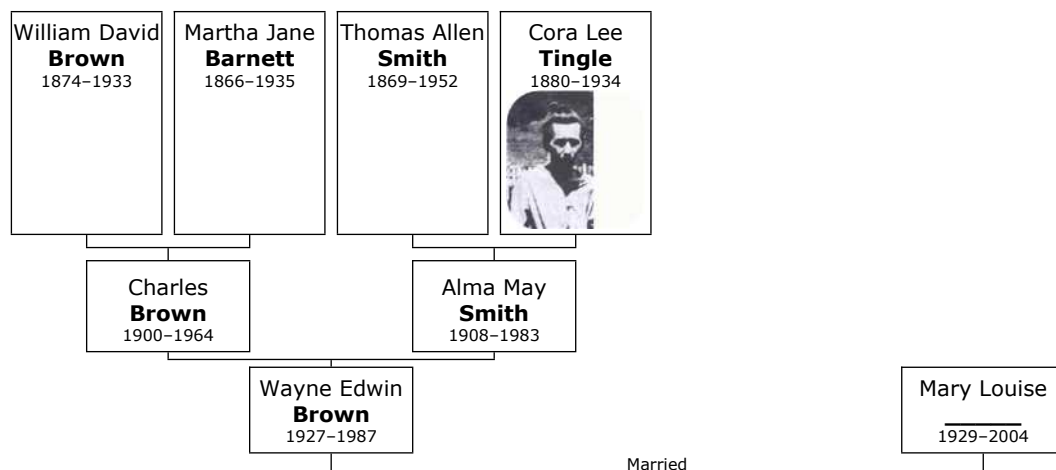 William David
Brown
1874–1933
Martha Jane
Barnett
1866–1935
Thomas Allen
Smith
1869–1952
Cora Lee
Tingle
1880–1934
Charles
Brown
1900–1964
Alma May
Smith
1908–1983
Wayne Edwin
Brown
1927–1987
Mary Louise
________
1929–2004
Married